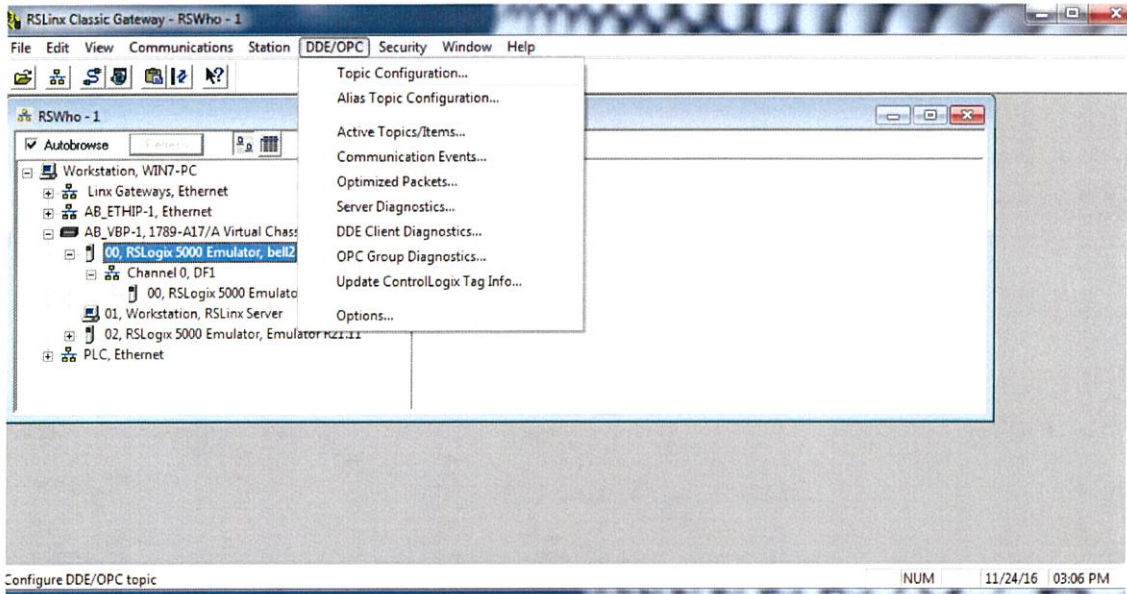 RSLinx Classic Gateway - RSWho - 1
File Edit View Communications Station DDE/OPC Security Window Help
Topic Configuration...
Alias Topic Configuration...
Active Topics/Items...
Communication Events...
Optimized Packets...
Server Diagnostics...
DDE Client Diagnostics...
OPC Group Diagnostics...
Update ControlLogix Tag Info...
Options...
RSWho - 1
Autobrowse Refresh
Workstation, WIN7-PC
Linx Gateways, Ethernet
AB_ETHIP-1, Ethernet
AB_VBP-1, 1789-A17/A Virtual Chass
00, RSLogix 5000 Emulator, bell2
Channel 0, DF1
00, RSLogix 5000 Emulato
01, Workstation, RSLinx Server
02, RSLogix 5000 Emulator, Emulator R21.11
PLC, Ethernet
Configure DDE/OPC topic NUM 11/24/16 03:06 PM